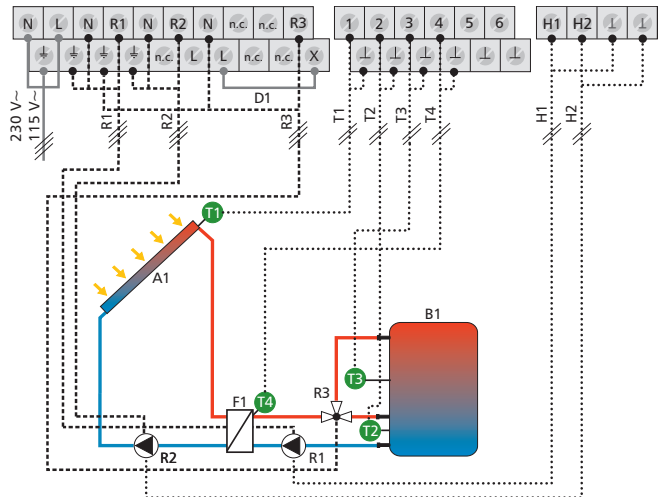 N L N R1 N R2 N n.c. n.c. R3
n.c. L L n.c. n.c. X
1 2 3 4 5 6
H1 H2
D1
230 V~
115 V~
R1
R2
R3
T1
T2
T3
T4
H1
H2
T1
A1
B1
F1
T4
R3
T3
T2
R2
R1